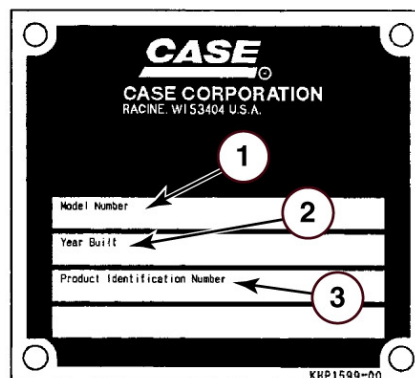 CASE
CASE CORPORATION
RACINE, WI 53404 U.S.A.
1
Model Number
2
Year Built
Product Identification Number
3
KHP1599-00